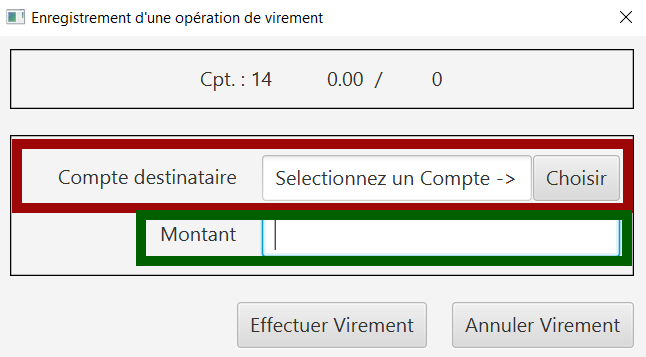 Enregistrement d'une opération de virement
Cpt. : 14 0.00 / 0
Compte destinataire Selectionnez un Compte -> Choisir
Montant
Effectuer Virement Annuler Virement